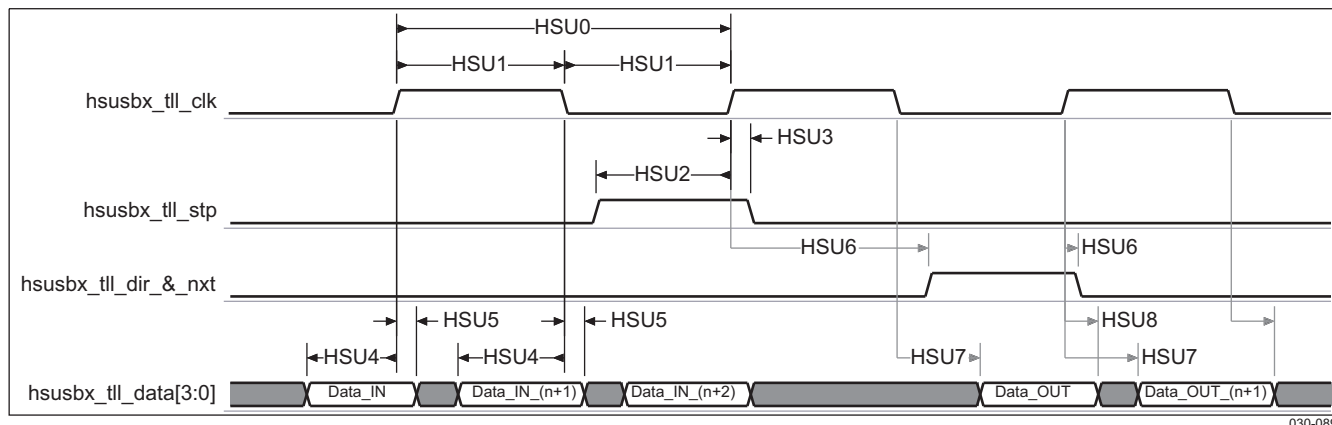 HSU0
HSU1 HSU1
hsusbx_tll_clk
HSU3
HSU2
hsusbx_tll_stp
HSU6 HSU6
hsusbx_tll_dir_&_nxt
HSU5 HSU5 HSU8
HSU4 HSU4 HSU7 HSU7
hsusbx_tll_data[3:0] Data_IN Data_IN_(n+1) Data_IN_(n+2) Data_OUT Data_OUT_(n+1)